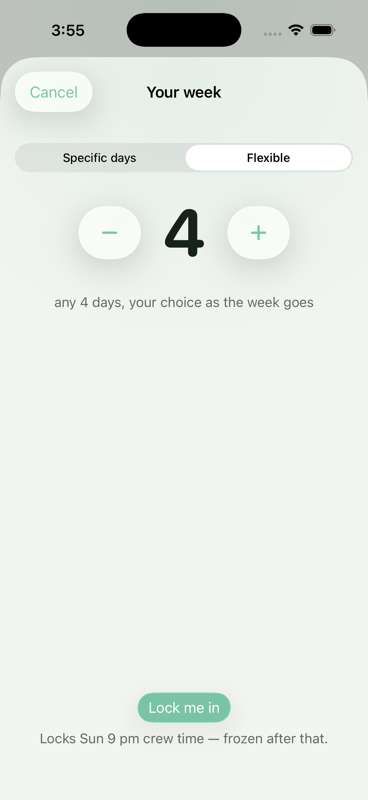 3:55
Cancel
Your week
Specific days
Flexible
− 4 +
any 4 days, your choice as the week goes
Lock me in
Locks Sun 9 pm crew time — frozen after that.